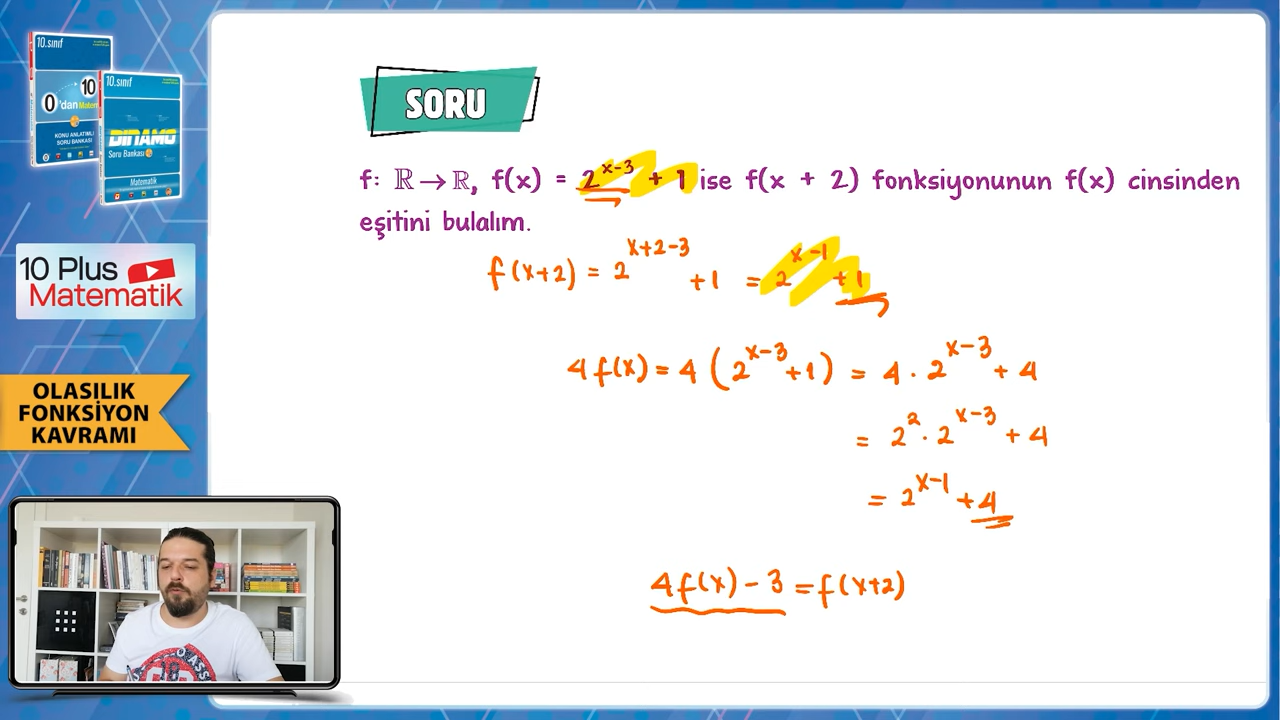 10.sınıf
0'dan 10 Matem
KONU ANLATIMLI
SORU BANKASI
10.sınıf
DİNAMO
Soru Bankası
Matematik
10 Plus
Matematik
OLASILIK
FONKSİYON
KAVRAMI
SORU
f: ℝ → ℝ, f(x) = 2^{x-3} + 1 ise f(x + 2) fonksiyonunun f(x) cinsinden
eşitini bulalım.
f(x+2) = 2^{x+2-3} + 1 = 2^{x-1} + 1
4f(x) = 4(2^{x-3} + 1) = 4 . 2^{x-3} + 4
= 2^2 . 2^{x-3} + 4
= 2^{x-1} + 4
4f(x) - 3 = f(x+2)